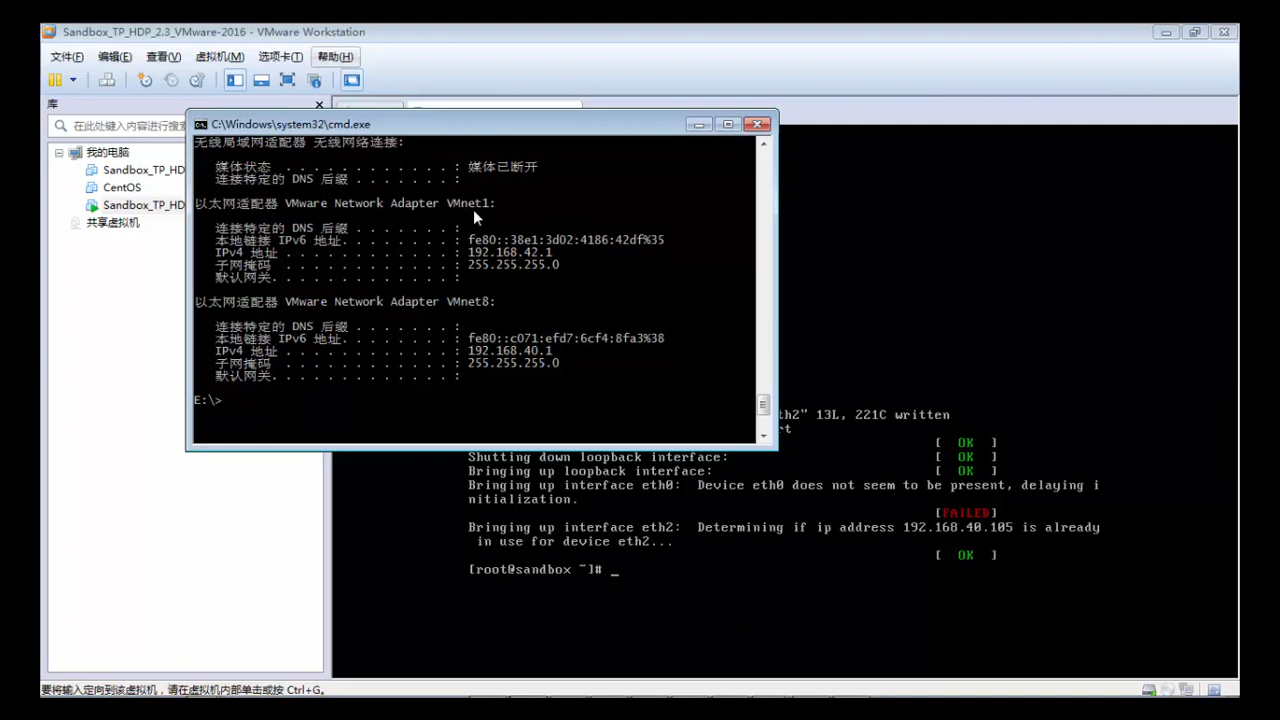 Sandbox_TP_HDP_2.3_VMware-2016 - VMware Workstation
文件(F) 编辑(E) 查看(V) 虚拟机(M) 选项卡(T) 帮助(H)
库
在此处键入内容进行搜索
我的电脑
Sandbox_TP_HD
CentOS
Sandbox_TP_HD
共享虚拟机
C:\Windows\system32\cmd.exe
无线局域网适配器 无线网络连接:
媒体状态 . . . . . . . . . . . . : 媒体已断开
连接特定的 DNS 后缀 . . . . . . . :
以太网适配器 VMware Network Adapter VMnet1:
连接特定的 DNS 后缀 . . . . . . . :
本地链接 IPv6 地址. . . . . . . . : fe80::38e1:3d02:4186:42df%35
IPv4 地址 . . . . . . . . . . . . : 192.168.42.1
子网掩码 . . . . . . . . . . . . : 255.255.255.0
默认网关. . . . . . . . . . . . . :
以太网适配器 VMware Network Adapter VMnet8:
连接特定的 DNS 后缀 . . . . . . . :
本地链接 IPv6 地址. . . . . . . . : fe80::c071:efd7:6cf4:8fa3%38
IPv4 地址 . . . . . . . . . . . . : 192.168.40.1
子网掩码 . . . . . . . . . . . . : 255.255.255.0
默认网关. . . . . . . . . . . . . :
E:\>
th2" 13L, 221C written
rt
[ OK ]
Shutting down loopback interface: [ OK ]
Bringing up loopback interface: [ OK ]
Bringing up interface eth0: Device eth0 does not seem to be present, delaying i
nitialization.
[FAILED]
Bringing up interface eth2: Determining if ip address 192.168.40.105 is already
in use for device eth2...
[ OK ]
[root@sandbox ~]# _
要将输入定向到该虚拟机，请在虚拟机内部单击或按 Ctrl+G。